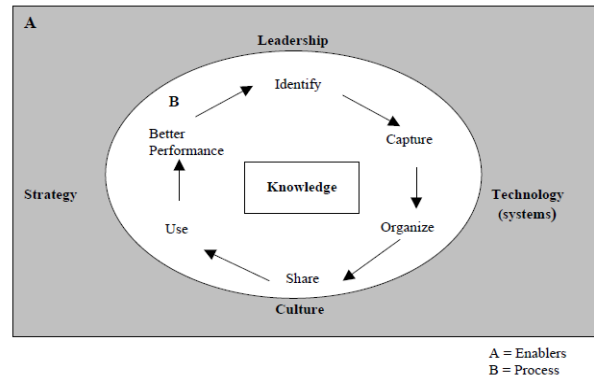 A
Leadership
B
Identify
Better
Performance
Capture
Knowledge
Strategy
Technology
(systems)
Use
Organize
Share
Culture
A = Enablers
B = Process